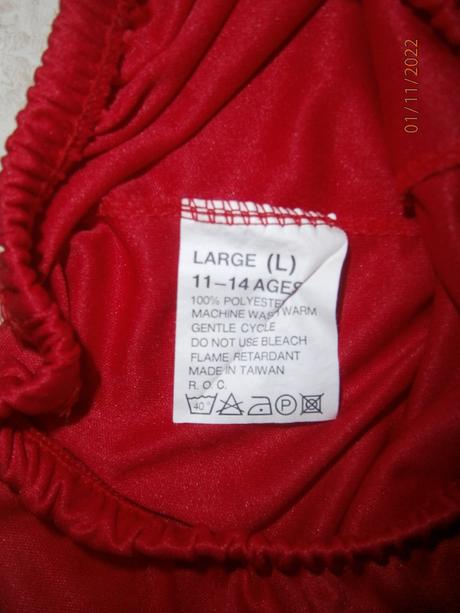 01/11/2022
LARGE (L)
11-14 AGES
100% POLYESTER
MACHINE WASH WARM
GENTLE CYCLE
DO NOT USE BLEACH
FLAME RETARDANT
MADE IN TAIWAN
R. O. C.
40° P